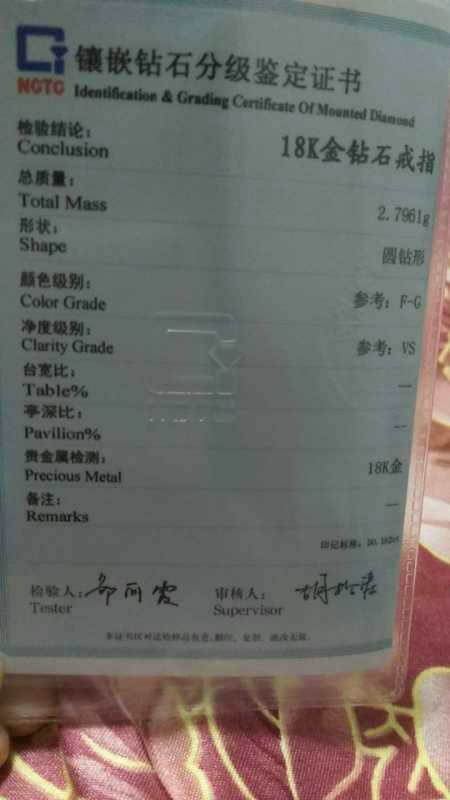 NGTC
镶嵌钻石分级鉴定证书
Identification & Grading Certificate Of Mounted Diamond
检验结论：
Conclusion
18K金钻石戒指
总质量：
Total Mass
2.7961g
形状：
Shape
圆钻形
颜色级别：
Color Grade
参考：F-G
净度级别：
Clarity Grade
参考：VS
台宽比：
Table%
—
亭深比：
Pavilion%
—
贵金属检测：
Precious Metal
18K金
备注：
Remarks
—
检验人：
Tester
审核人：
Supervisor